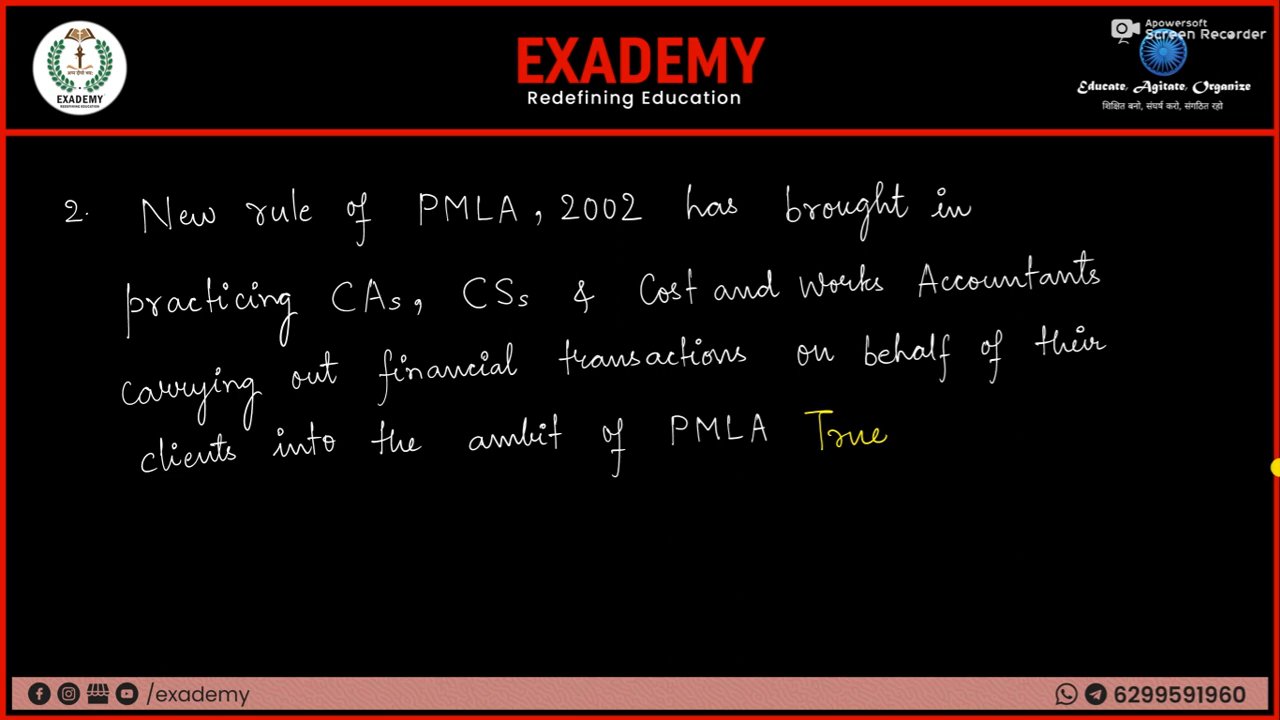 EXADEMY
REDEFINING EDUCATION
EXADEMY
Redefining Education
Apowersoft
Screen Recorder
Educate, Agitate, Organize
शिक्षित बनो, संघर्ष करो, संगठित रहो
2. New rule of PMLA, 2002 has brought in
practicing CAs, CSs & Cost and Works Accountants
carrying out financial transactions on behalf of their
clients into the ambit of PMLA True
/exademy
6299591960